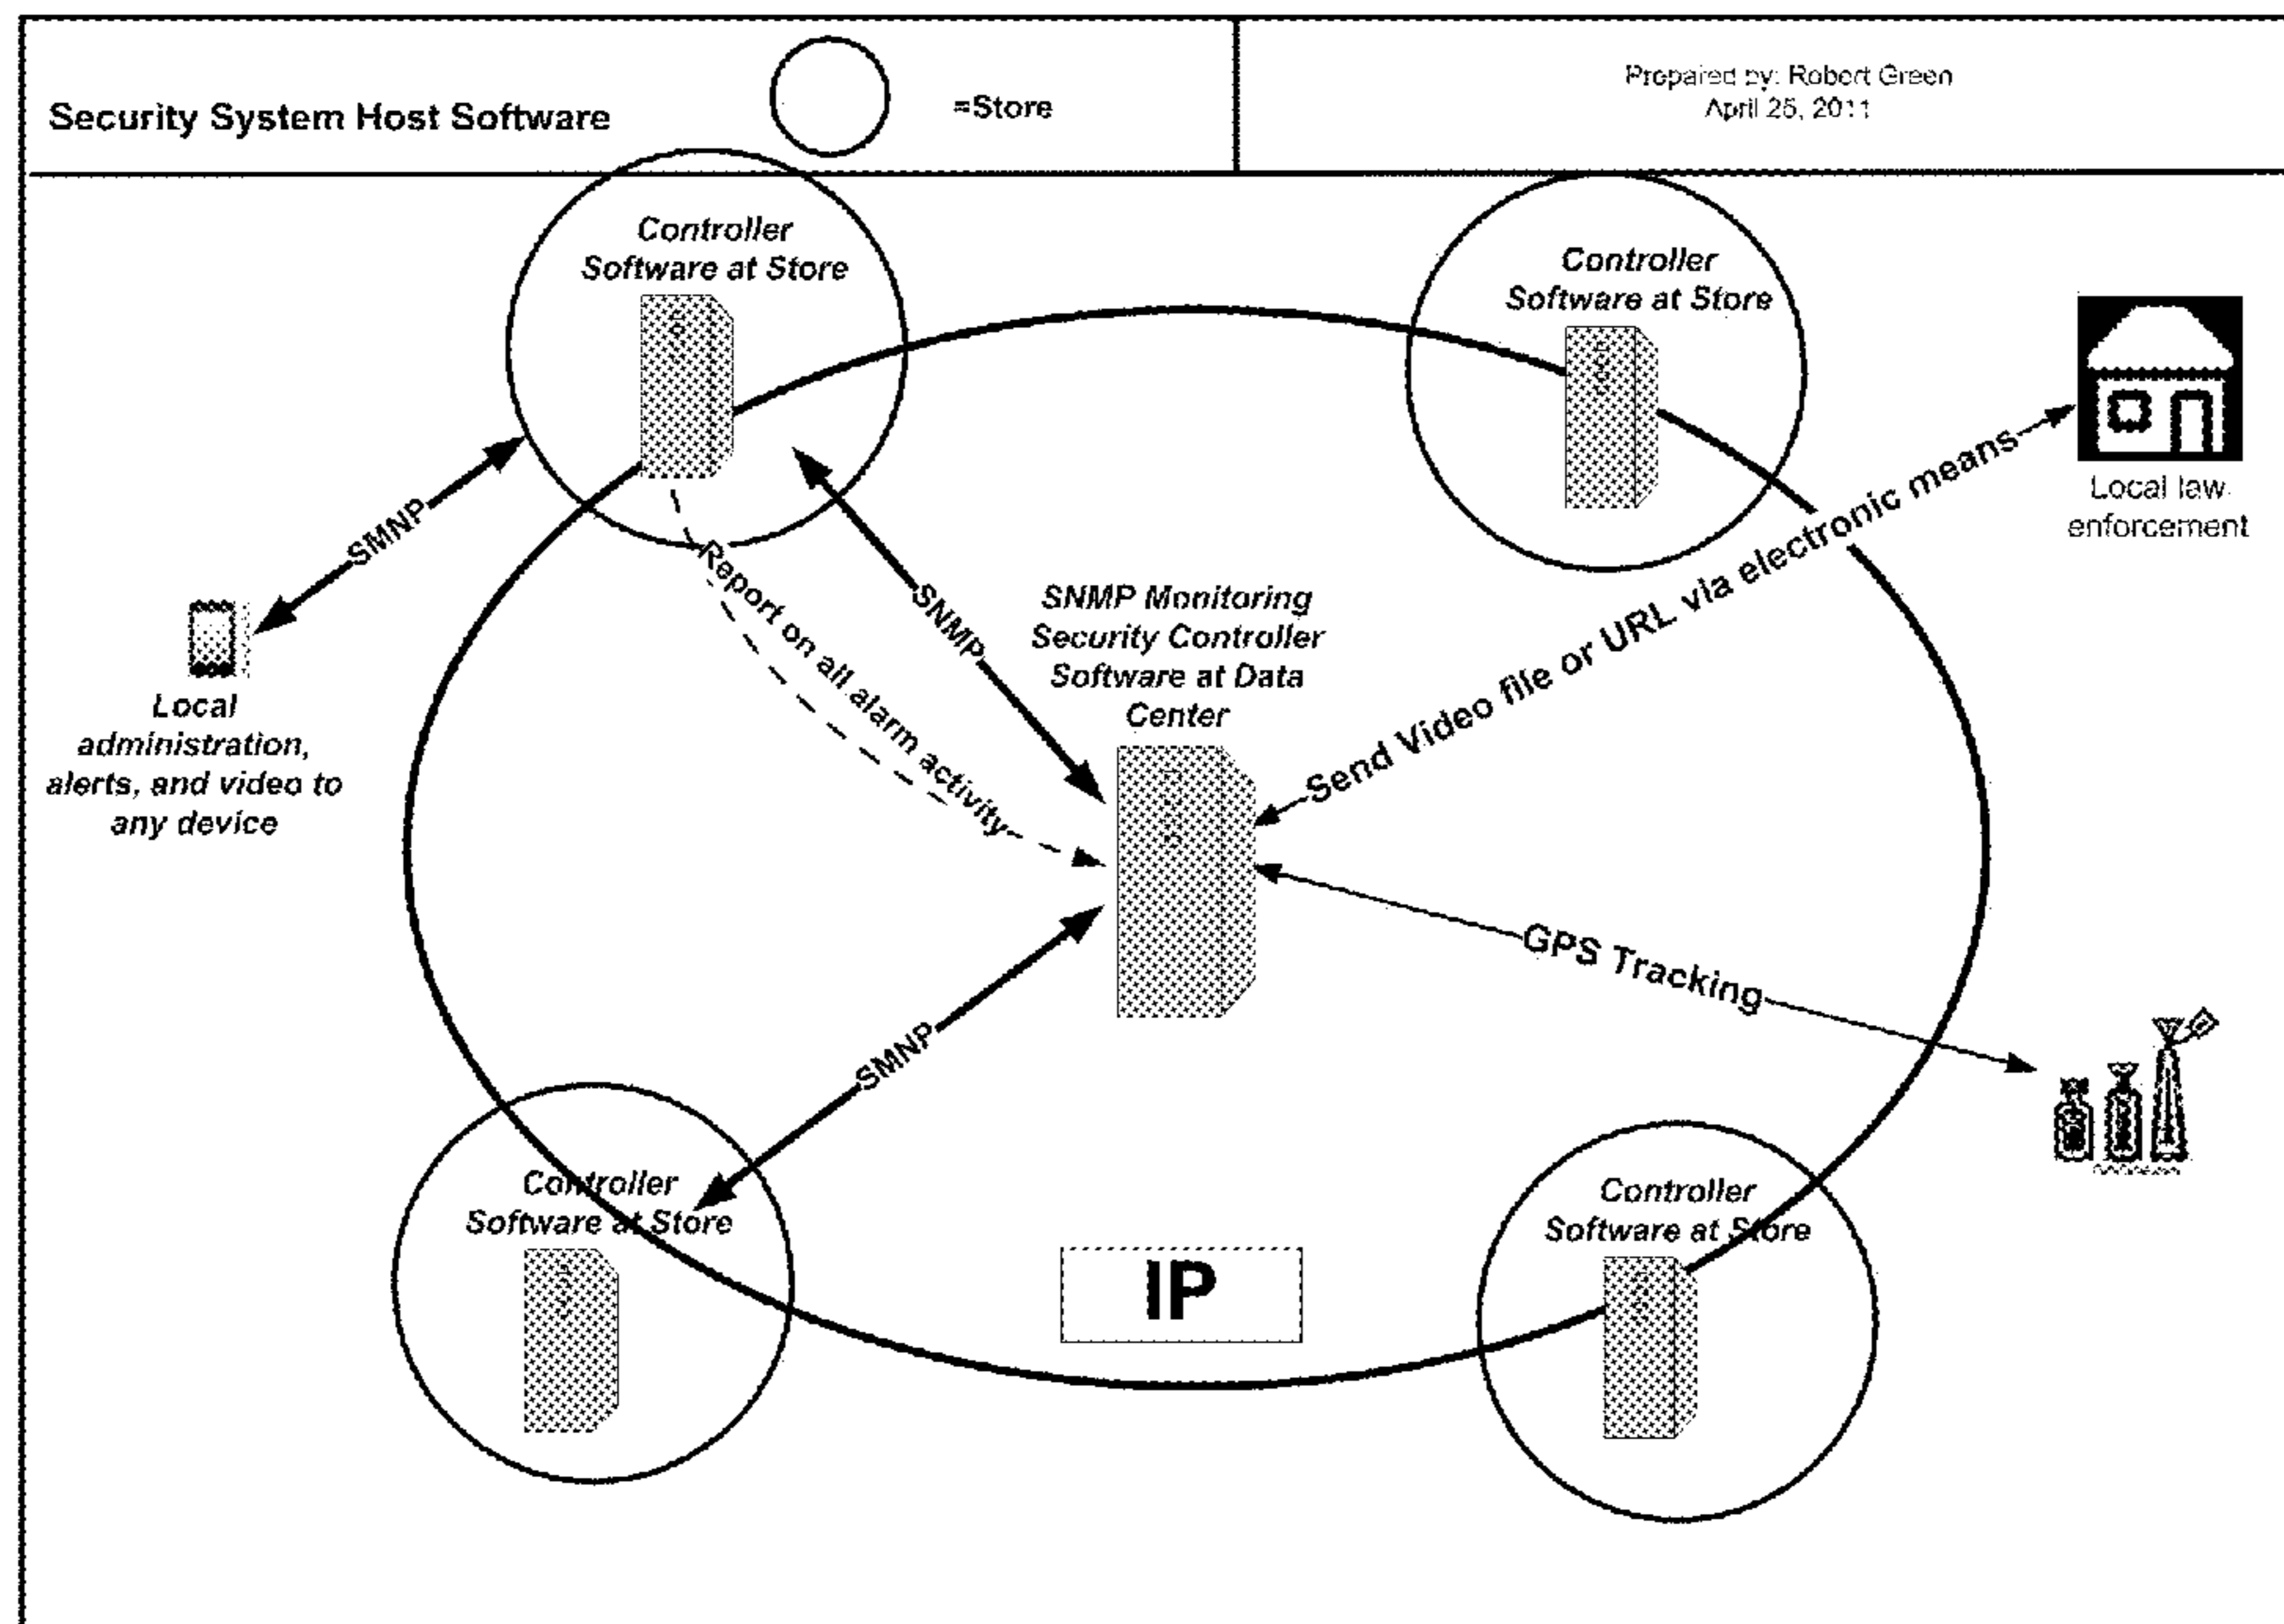 Security System Host Software
=Store
Propaired by: Robert Green
April 25, 2011
Controller
Software at Store
Controller
Software at Store
Local law
enforcement
SMNP
Report on all alarm activity
SNMP
SNMP Monitoring
Security Controller
Software at Data
Center
Send Video file or URL via electronic means
Local
administration,
alerts, and video to
any device
GPS Tracking
SMNP
Controller
Software at Store
IP
Controller
Software at Store